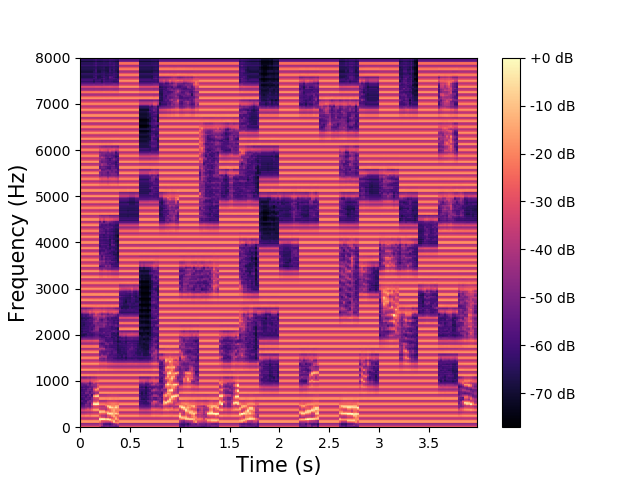 8000
7000
6000
5000
4000
3000
2000
1000
0
Frequency (Hz)
0 0.5 1 1.5 2 2.5 3 3.5
Time (s)
+0 dB
-10 dB
-20 dB
-30 dB
-40 dB
-50 dB
-60 dB
-70 dB